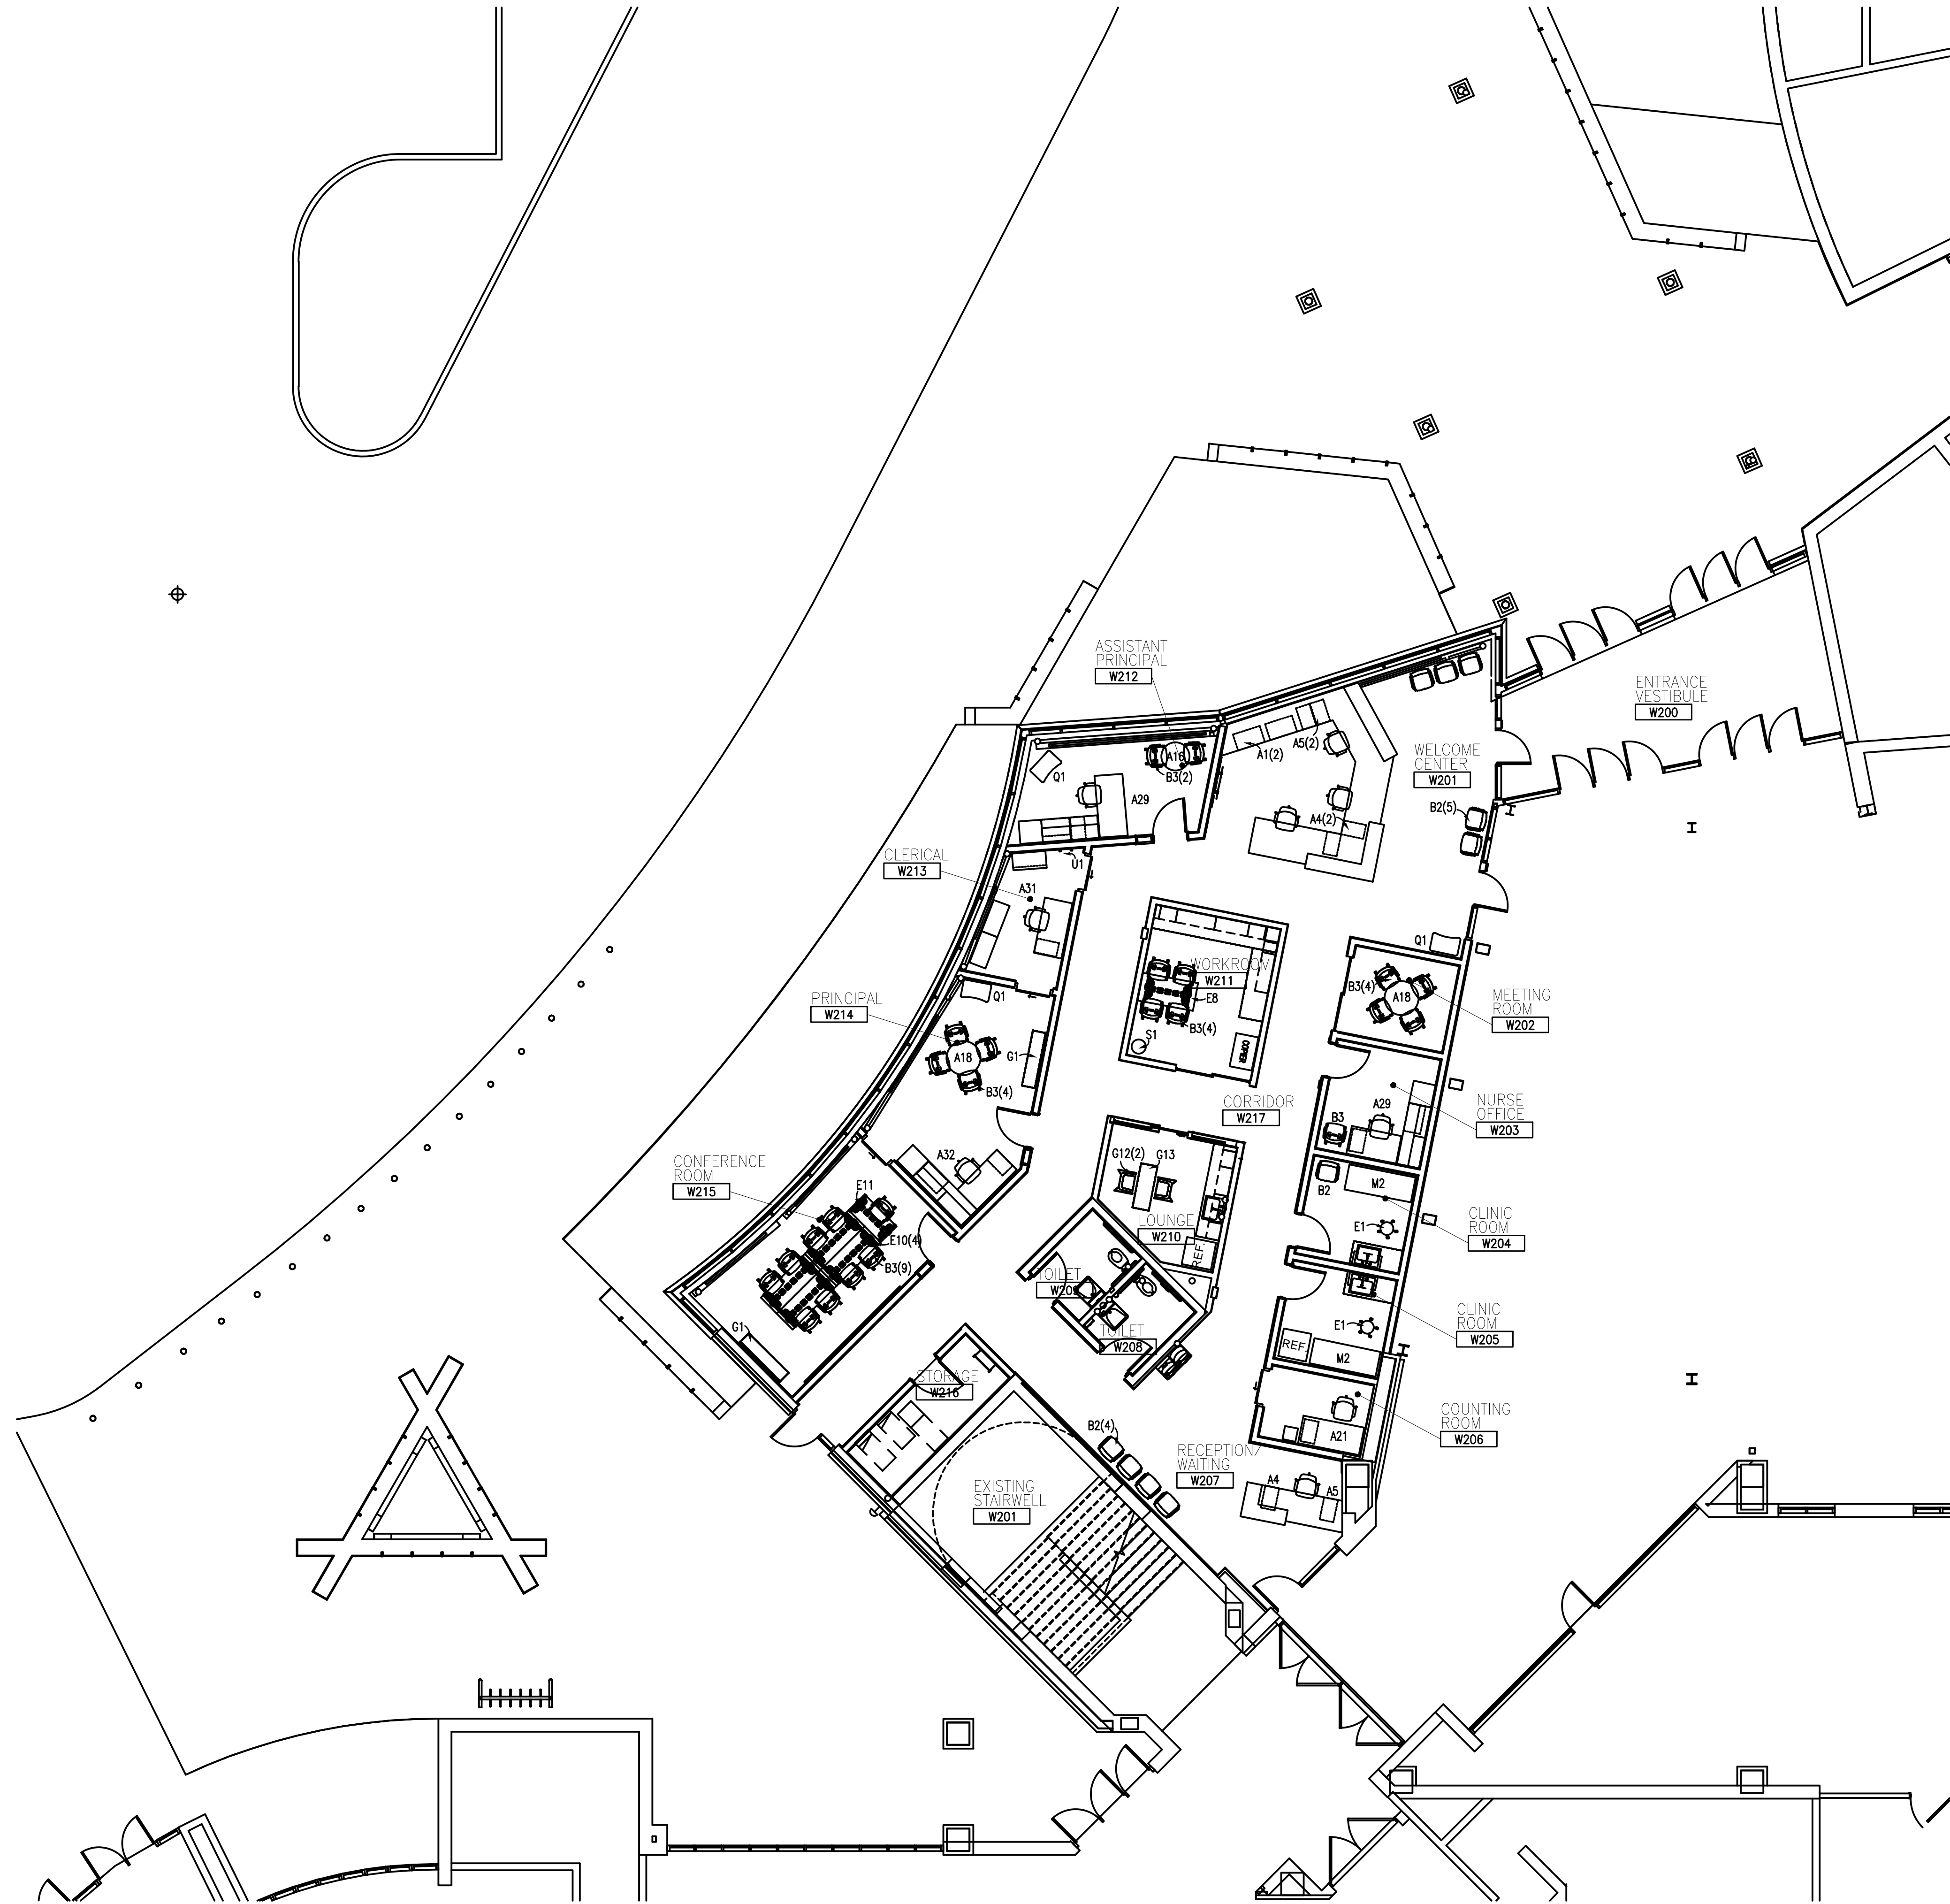 ASSISTANT
PRINCIPAL
W212
ENTRANCE
VESTIBULE
W200
A16
B3(2)
Q1
A29
A1(2)
A5(2)
A4(2)
WELCOME
CENTER
W201
B2(5)
CLERICAL
W213
U1
A31
Q1
WORKROOM
W211
E8
B3(4)
S1
COPIER
B3(4)
A18
MEETING
ROOM
W202
PRINCIPAL
W214
Q1
A18
G1
B3(4)
A32
CORRIDOR
W217
B3
A29
NURSE
OFFICE
W203
CONFERENCE
ROOM
W215
E11
E10(4)
B3(9)
G1
G12(2)
G13
LOUNGE
W210
REF.
B2
M2
E1
CLINIC
ROOM
W204
TOILET
W209
TOILET
W208
E1
REF.
M2
CLINIC
ROOM
W205
STORAGE
W216
B2(4)
A21
COUNTING
ROOM
W206
RECEPTION/
WAITING
W207
A4
A5
EXISTING
STAIRWELL
W201